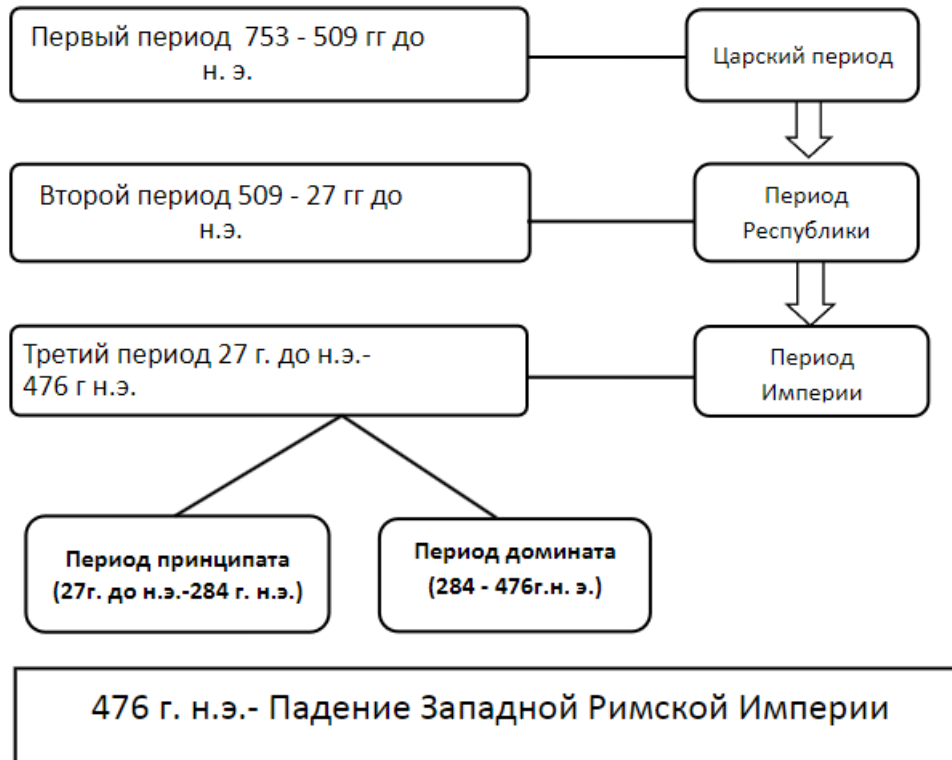 Первый период 753 - 509 гг до
н. э.
Царский период
Второй период 509 - 27 гг до
н.э.
Период
Республики
Третий период 27 г. до н.э.-
476 г н.э.
Период
Империи
Период принципата
(27г. до н.э.-284 г. н.э.)
Период домината
(284 - 476г.н. э.)
476 г. н.э.- Падение Западной Римской Империи